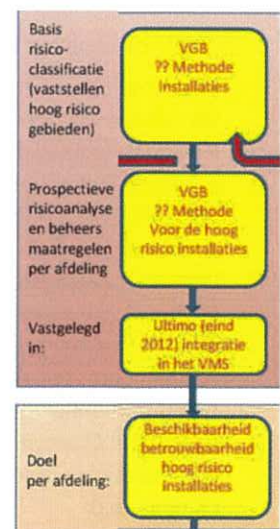 Basis
risico-
classificatie
(vaststellen
hoog risico
gebieden)
VGB
?? Methode
Installaties
Prospectieve
risicoanalyse
en beheers
maatregelen
per afdeling
VGB
?? Methode
Voor de hoog
risico installaties
Vastgelegd
in:
Ultimo (eind
2012) integratie
in het VMS
Doel
per afdeling:
Beschikbaarheid
betrouwbaarheid
hoog risico
installaties